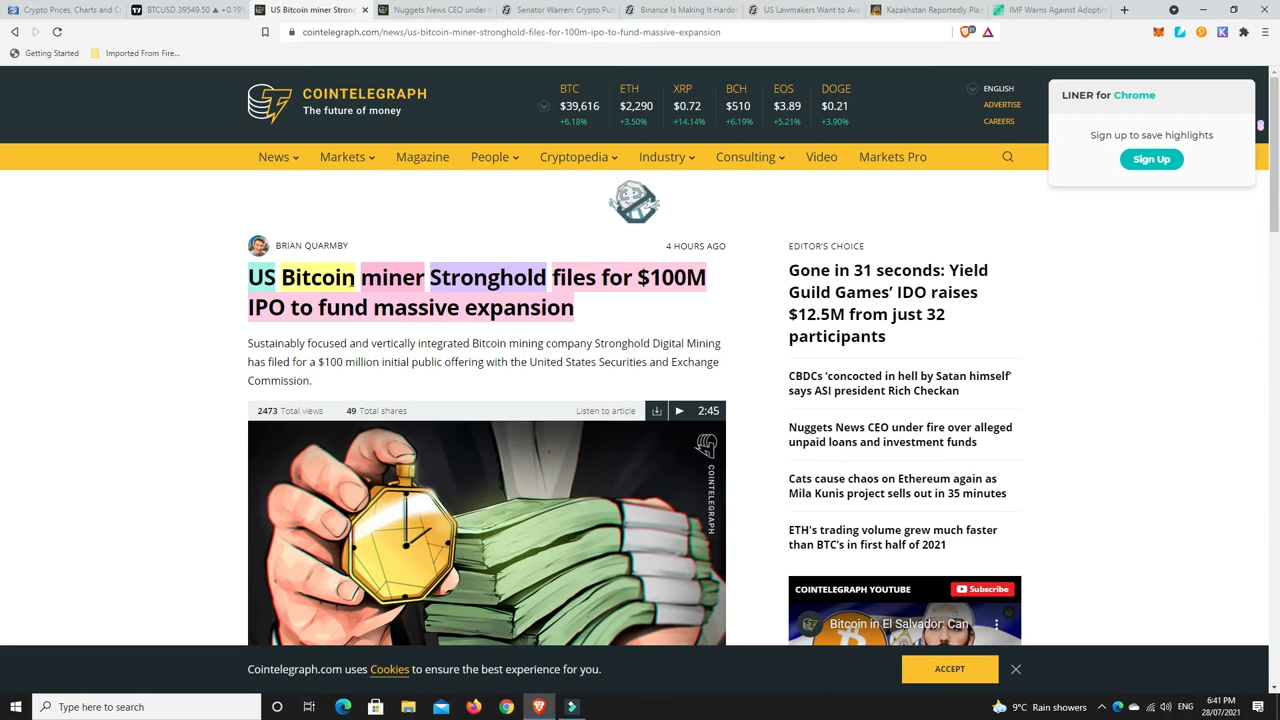 Crypto Prices, Charts and C
BTCUSD 39549.50 ▲ +0.19
US Bitcoin miner Stron
Nuggets News CEO under f
Senator Warren: Crypto Pu
Binance Is Making It Harder
US Lawmakers Want to Av
Kazakhstan Reportedly Pla
IMF Warns Against Adoptin
cointelegraph.com/news/us-bitcoin-miner-stronghold-files-for-100m-ipo-to-fund-massive-expansion
Getting Started
Imported From Fire...
COINTELEGRAPH
The future of money
BTC ETH XRP BCH EOS DOGE
$39,616 $2,290 $0.72 $510 $3.89 $0.21
+6.18% +3.50% +14.14% +6.19% +5.21% +3.90%
ENGLISH
ADVERTISE
CAREERS
LINER for Chrome
Sign up to save highlights
Sign Up
News Markets Magazine People Cryptopedia Industry Consulting Video Markets Pro
BRIAN QUARMBY
4 HOURS AGO
US Bitcoin miner Stronghold files for $100M
IPO to fund massive expansion
Sustainably focused and vertically integrated Bitcoin mining company Stronghold Digital Mining
has filed for a $100 million initial public offering with the United States Securities and Exchange
Commission.
2473 Total views 49 Total shares Listen to article 2:45
COINTELEGRAPH
EDITOR'S CHOICE
Gone in 31 seconds: Yield
Guild Games’ IDO raises
$12.5M from just 32
participants
CBDCs ‘concocted in hell by Satan himself’
says ASI president Rich Checkan
Nuggets News CEO under fire over alleged
unpaid loans and investment funds
Cats cause chaos on Ethereum again as
Mila Kunis project sells out in 35 minutes
ETH's trading volume grew much faster
than BTC’s in first half of 2021
COINTELEGRAPH YOUTUBE
Subscribe
Bitcoin in El Salvador: Can ...
Cointelegraph.com uses Cookies to ensure the best experience for you.
ACCEPT
Type here to search
9°C Rain showers
ENG
6:41 PM
28/07/2021